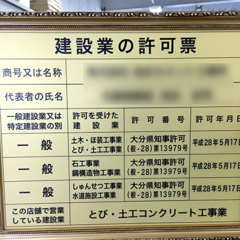 建設業の許可票
商号又は名称
代表者の氏名
一般建設業又は
特定建設業の別
許可を受けた
建設業
許可番号
許可年月日
一般
土木・ほ装工事業
とび・土工工事業
大分県知事許可
(般-28)第13979号
平成28年5月17
一般
石工事業
鋼構造物工事業
大分県知事許可
(般-28)第13979号
平成28年5月17
一般
しゅんせつ工事業
水道施設工事業
大分県知事許可
(般-28)第13979号
平成28年5月17
この店舗で営業
している建設業
とび・土工コンクリート工事業